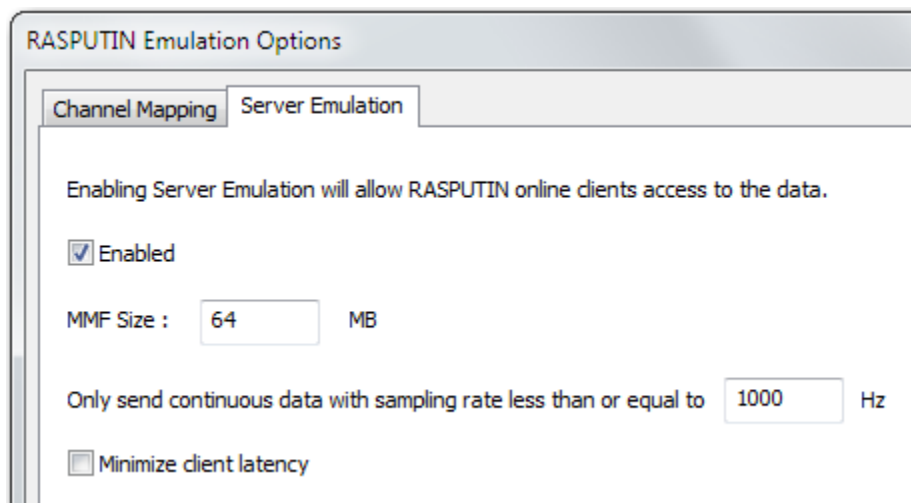 RASPUTIN Emulation Options
Channel Mapping Server Emulation
Enabling Server Emulation will allow RASPUTIN online clients access to the data.
Enabled
MMF Size : 64 MB
Only send continuous data with sampling rate less than or equal to 1000 Hz
Minimize client latency